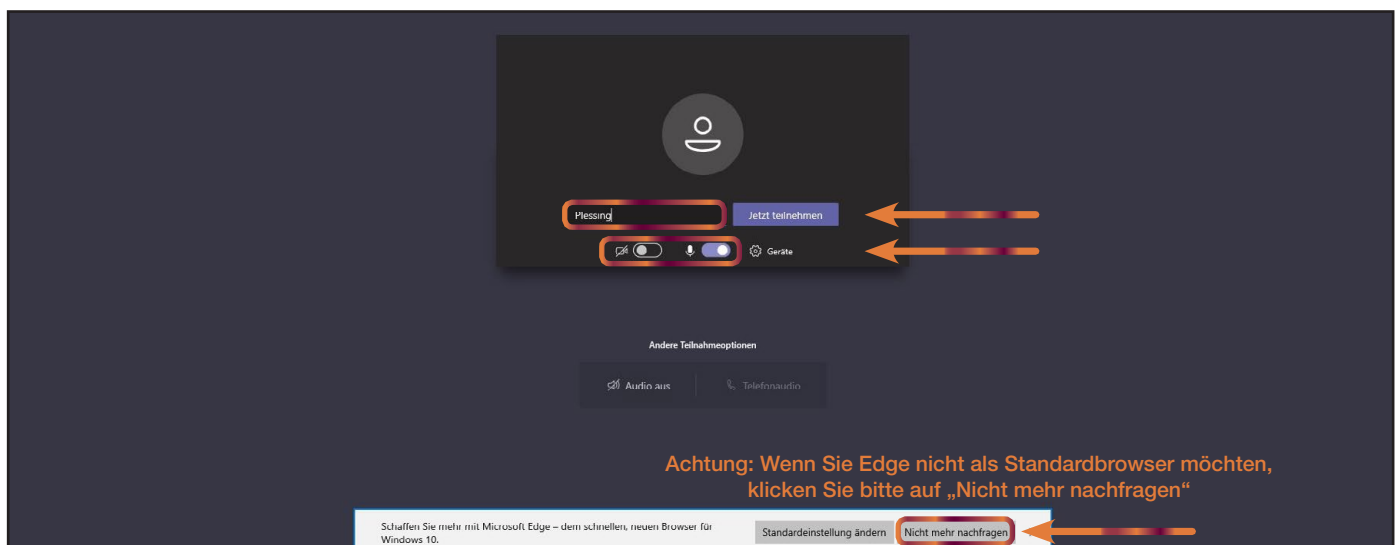 Plessing
Jetzt teilnehmen
Geräte
Andere Teilnahmeoptionen
Audio aus
Telefonaudio
Achtung: Wenn Sie Edge nicht als Standardbrowser möchten,
klicken Sie bitte auf „Nicht mehr nachfragen“
Schaffen Sie mehr mit Microsoft Edge – dem schnellen, neuen Browser für
Windows 10.
Standardeinstellung ändern
Nicht mehr nachfragen